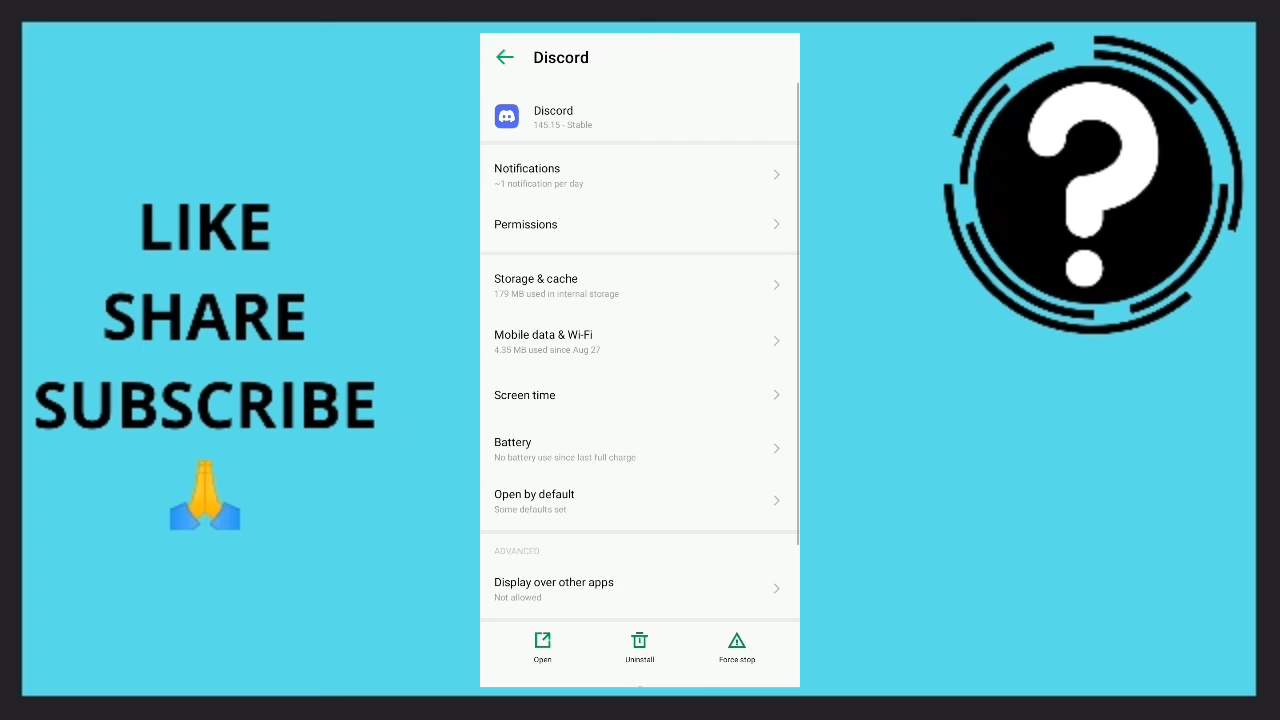 LIKE
SHARE
SUBSCRIBE
Discord
Discord
145.15 - Stable
Notifications
~1 notification per day
Permissions
Storage & cache
179 MB used in internal storage
Mobile data & Wi-Fi
4.35 MB used since Aug 27
Screen time
Battery
No battery use since last full charge
Open by default
Some defaults set
ADVANCED
Display over other apps
Not allowed
Open
Uninstall
Force stop
?